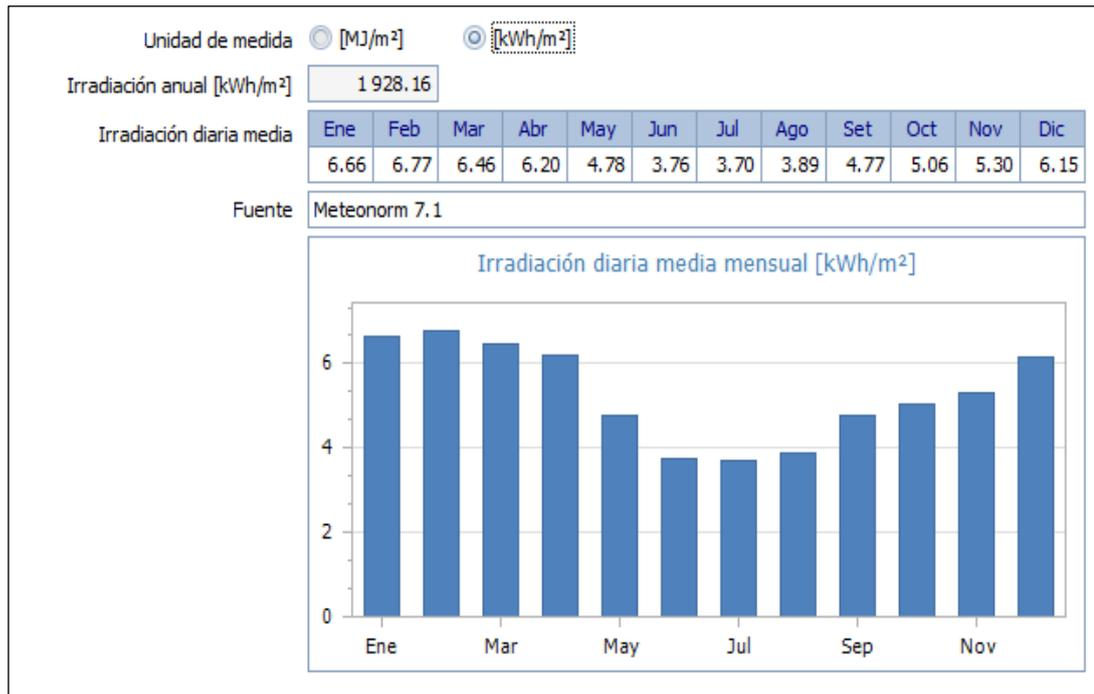 Unidad de medida [MJ/m²] [kWh/m²]
Irradiación anual [kWh/m²] 1 928.16
Irradiación diaria media Ene Feb Mar Abr May Jun Jul Ago Set Oct Nov Dic
6.66 6.77 6.46 6.20 4.78 3.76 3.70 3.89 4.77 5.06 5.30 6.15
Fuente Meteonorm 7.1
Irradiación diaria media mensual [kWh/m²]
6
4
2
0
Ene Mar May Jul Sep Nov